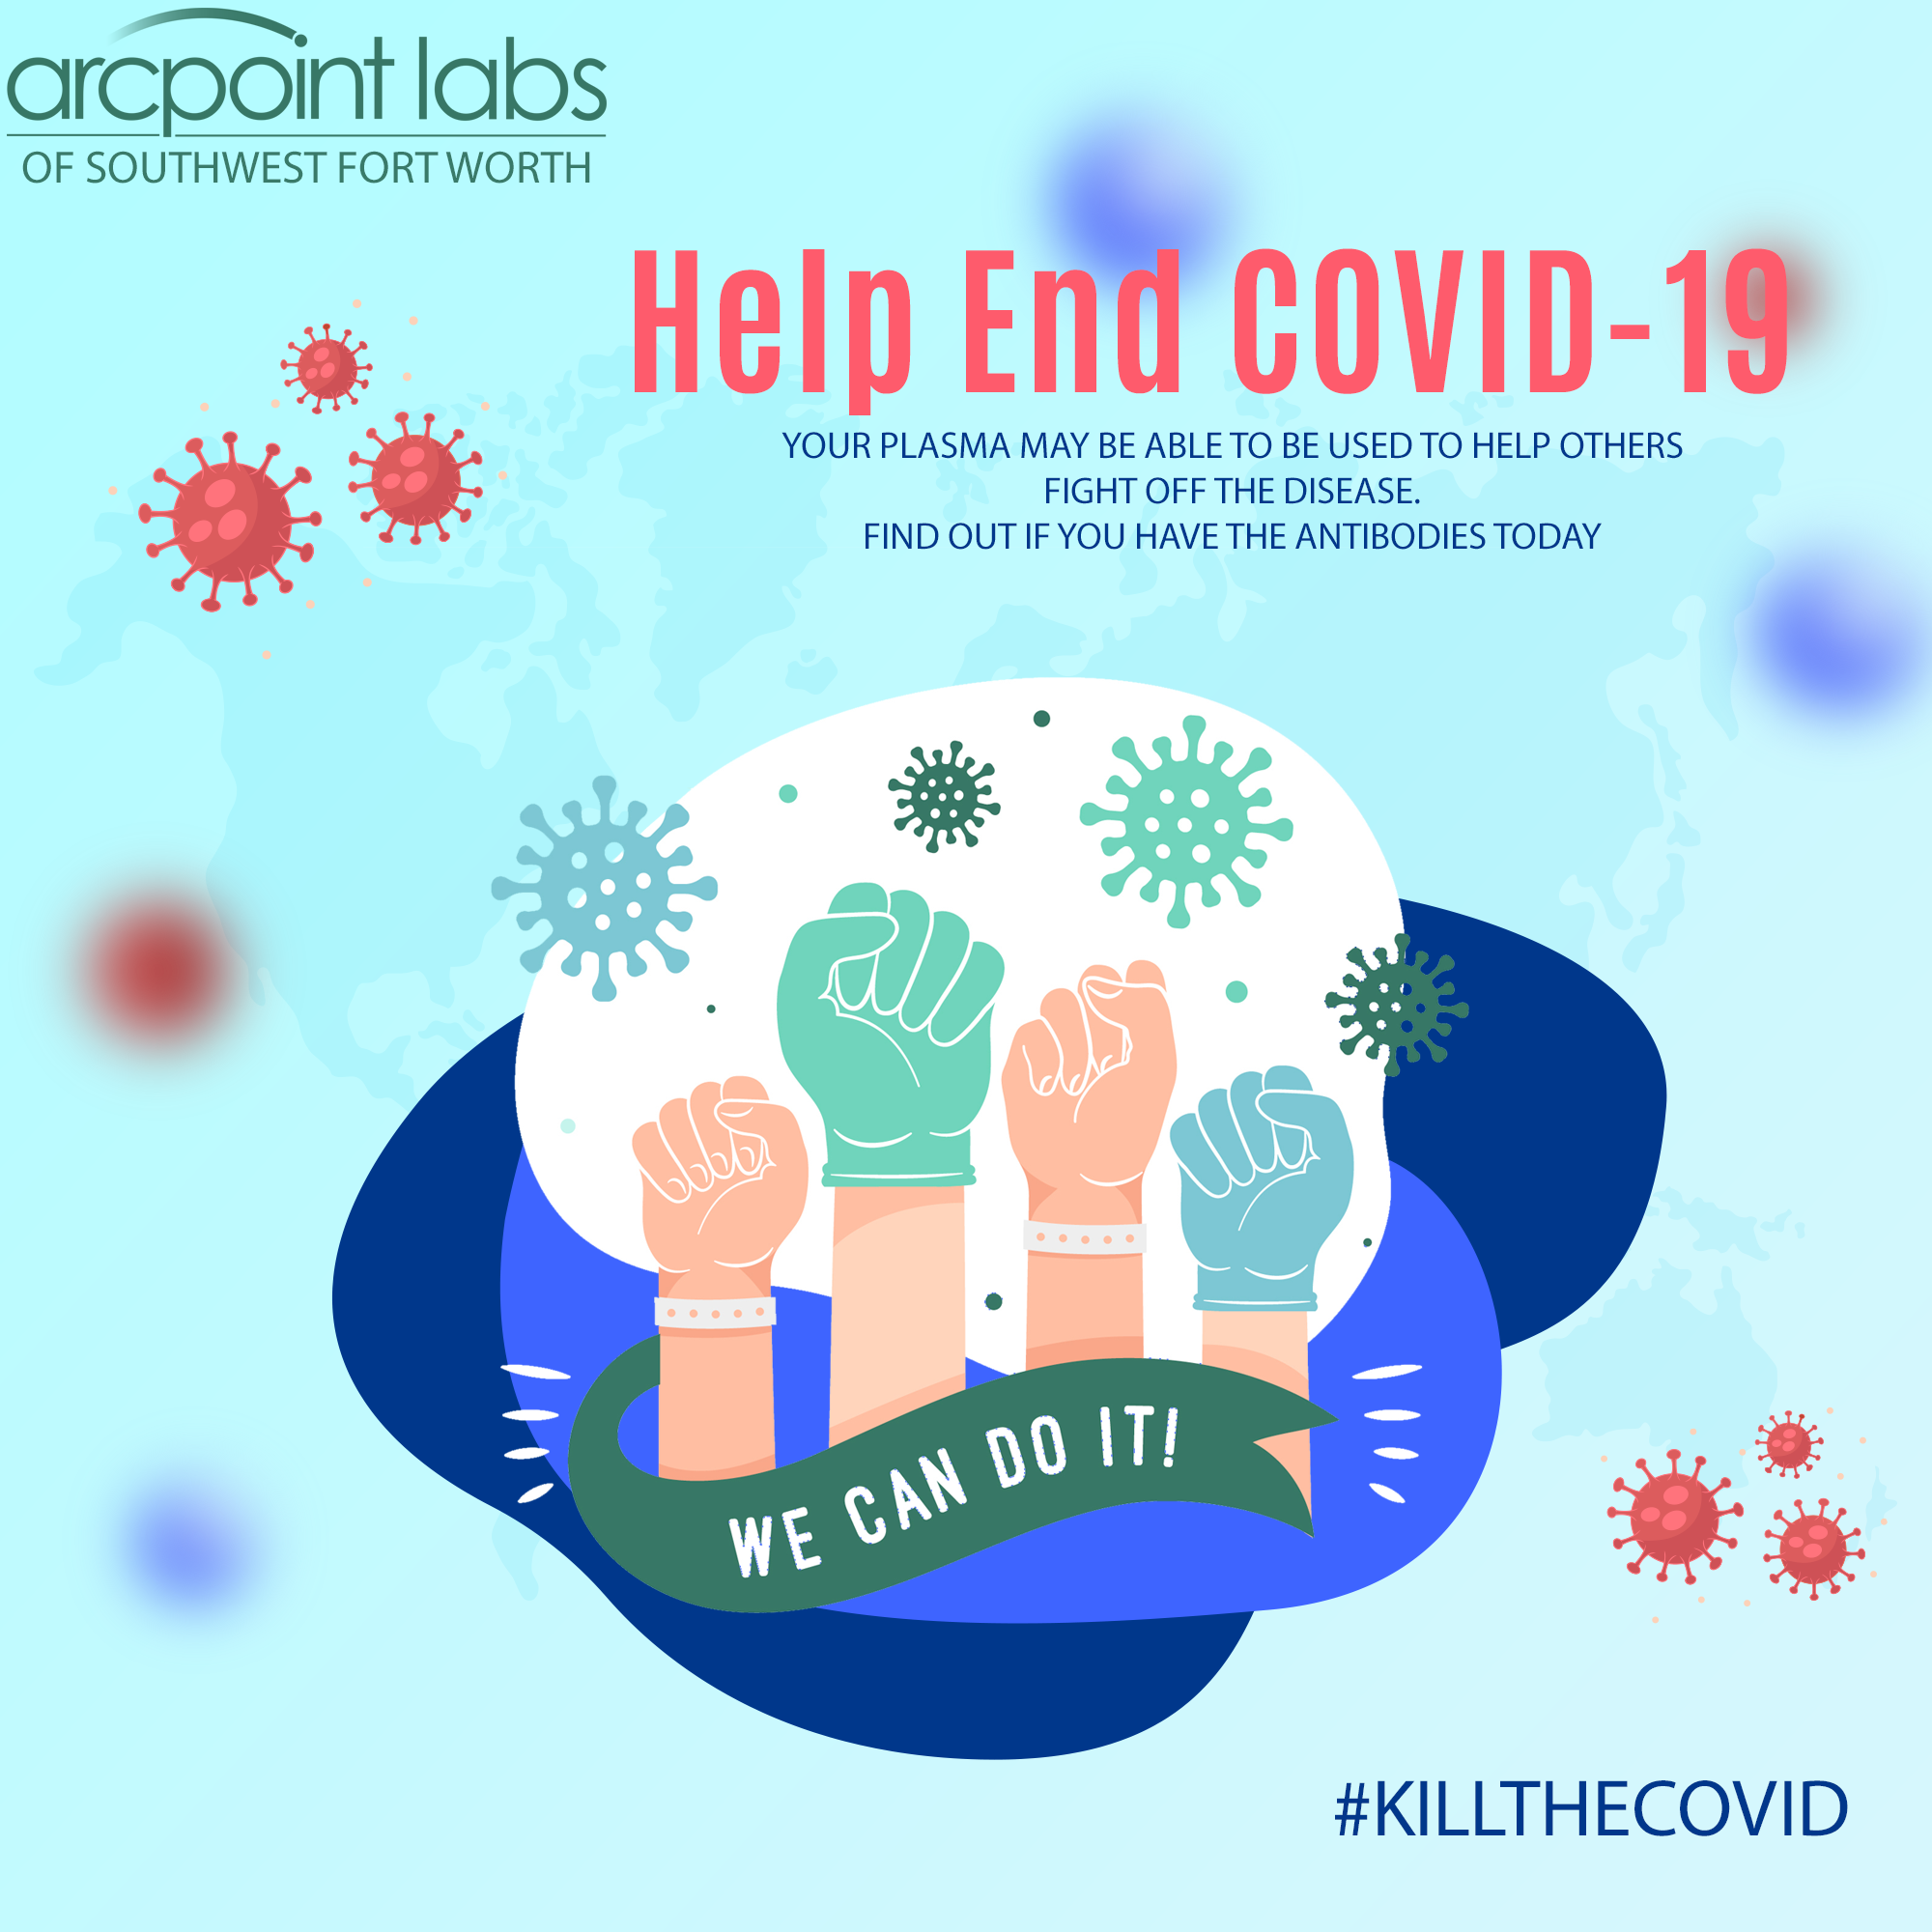 arcpoint labs
OF SOUTHWEST FORT WORTH
Help End COVID-19
YOUR PLASMA MAY BE ABLE TO BE USED TO HELP OTHERS
FIGHT OFF THE DISEASE.
FIND OUT IF YOU HAVE THE ANTIBODIES TODAY
WE CAN DO IT!
#KILLTHECOVID